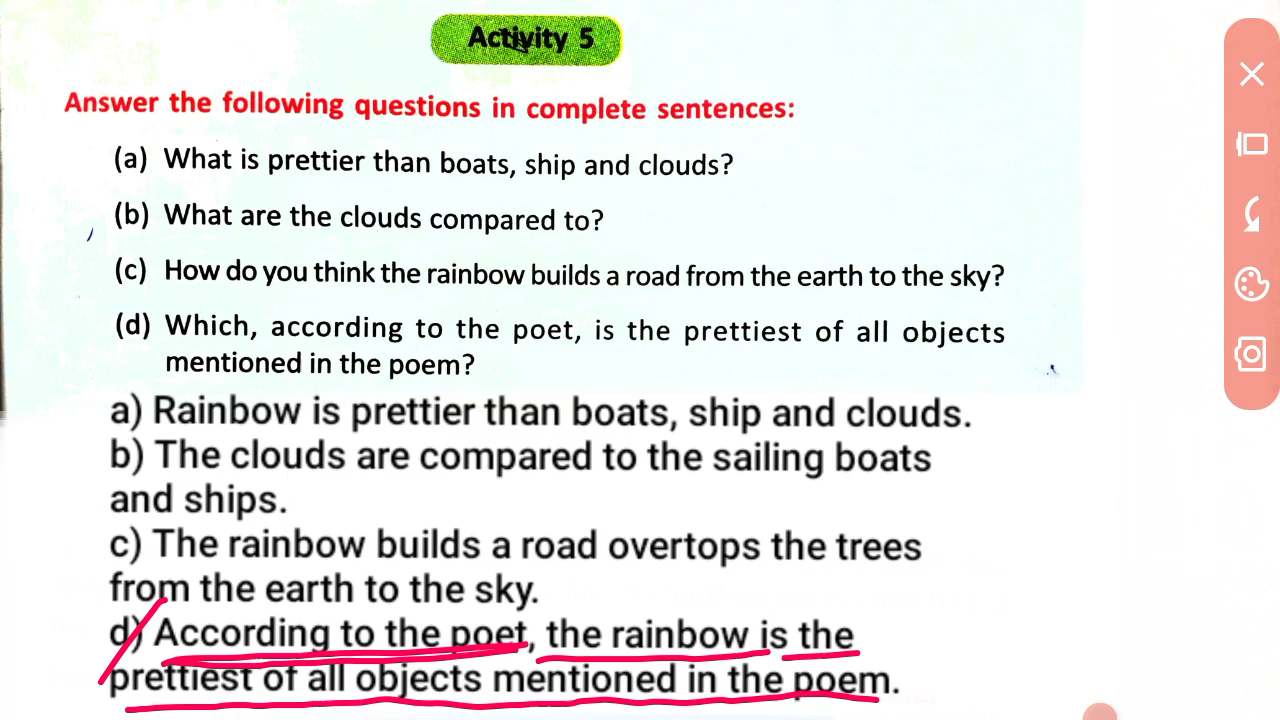 Activity 5
Answer the following questions in complete sentences:
(a) What is prettier than boats, ship and clouds?
(b) What are the clouds compared to?
(c) How do you think the rainbow builds a road from the earth to the sky?
(d) Which, according to the poet, is the prettiest of all objects
mentioned in the poem?
a) Rainbow is prettier than boats, ship and clouds.
b) The clouds are compared to the sailing boats
and ships.
c) The rainbow builds a road overtops the trees
from the earth to the sky.
d) According to the poet, the rainbow is the
prettiest of all objects mentioned in the poem.